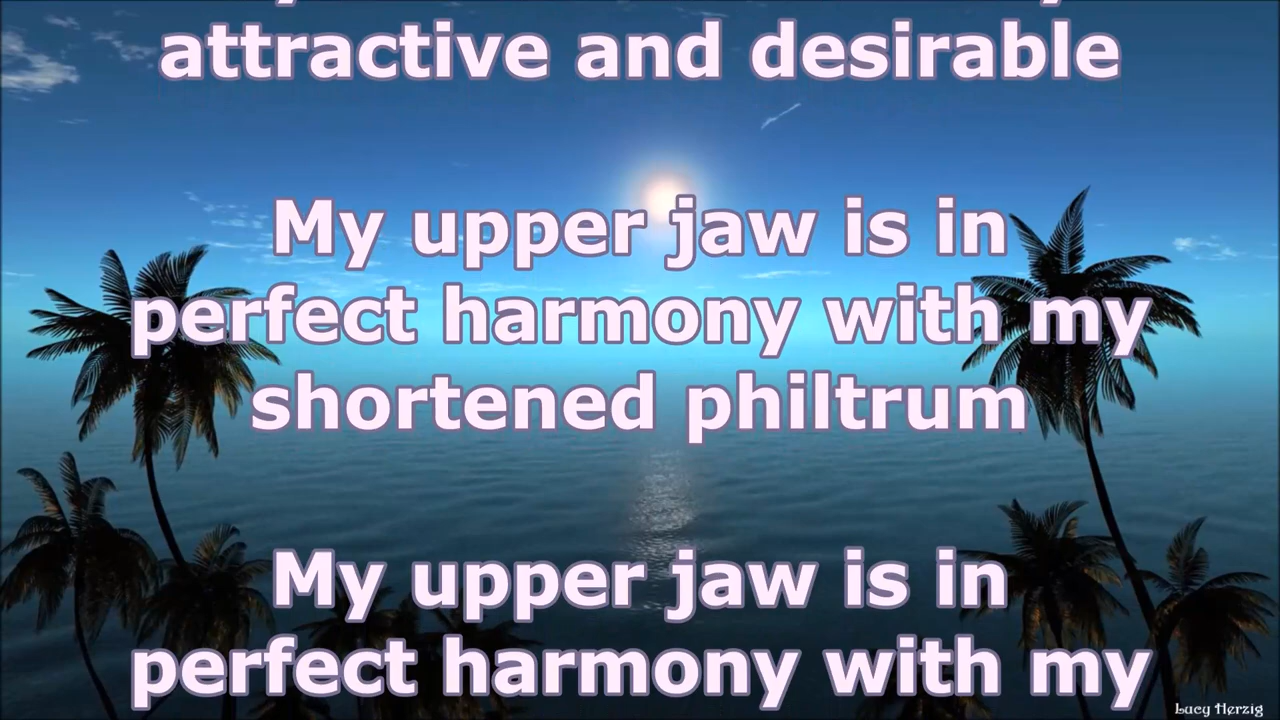 attractive and desirable
My upper jaw is in
perfect harmony with my
shortened philtrum
My upper jaw is in
perfect harmony with my
Lucy Herzig